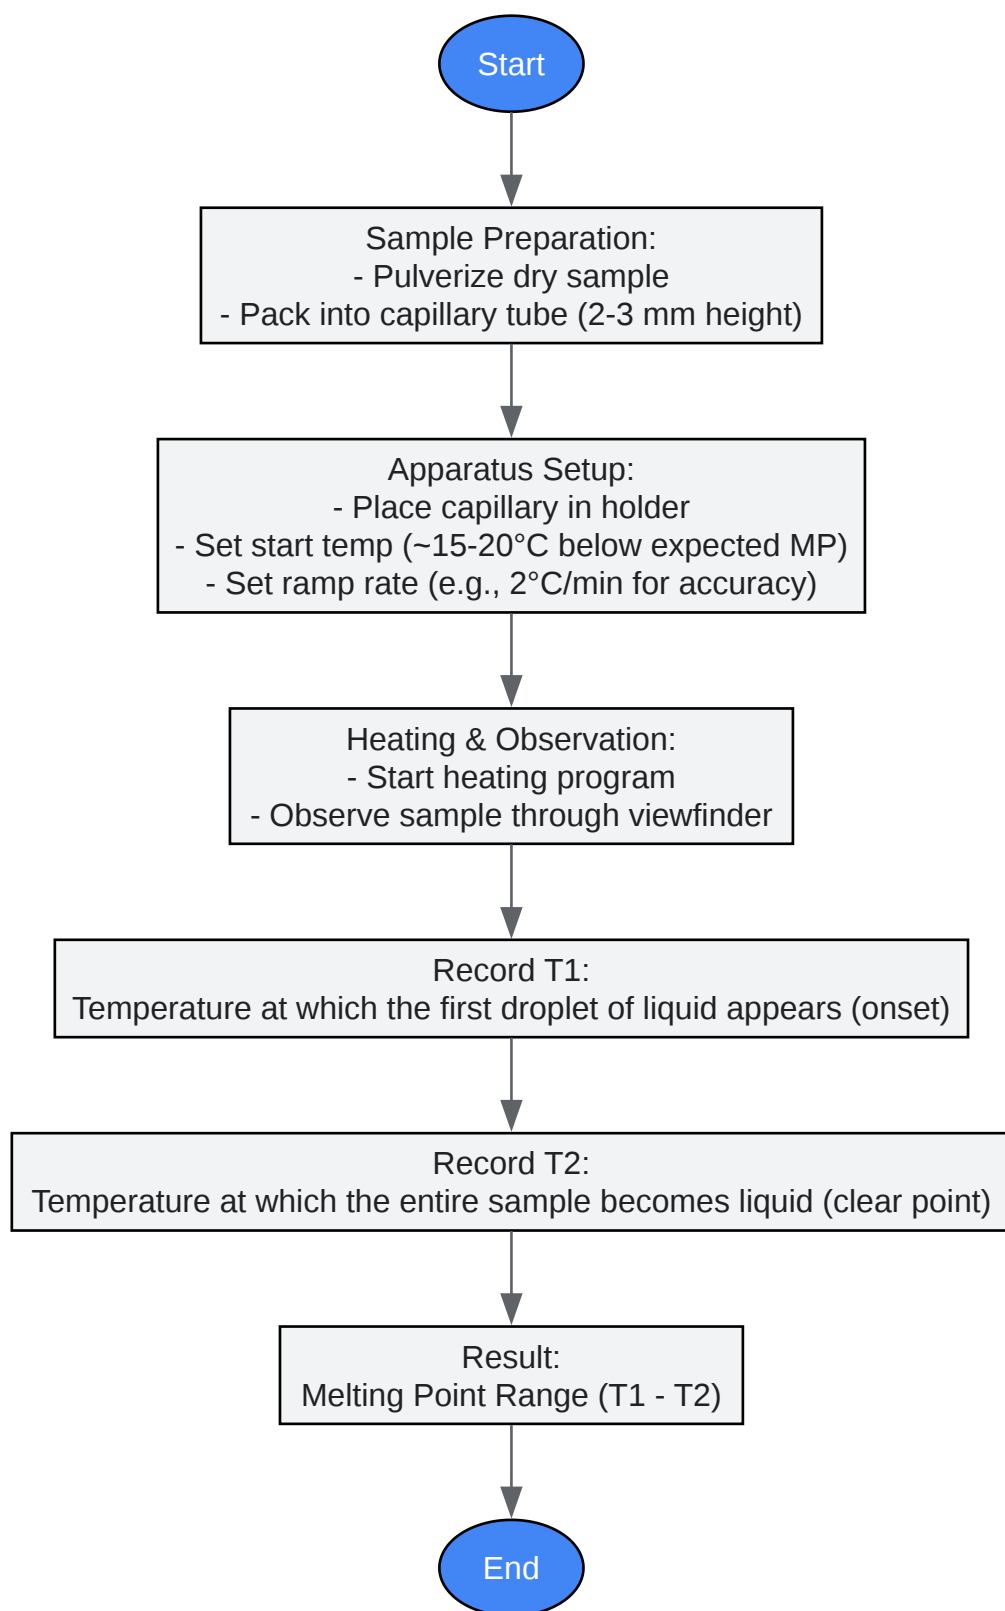 Start
Sample Preparation:
- Pulverize dry sample
- Pack into capillary tube (2-3 mm height)
Apparatus Setup:
- Place capillary in holder
- Set start temp (~15-20°C below expected MP)
- Set ramp rate (e.g., 2°C/min for accuracy)
Heating & Observation:
- Start heating program
- Observe sample through viewfinder
Record T1:
Temperature at which the first droplet of liquid appears (onset)
Record T2:
Temperature at which the entire sample becomes liquid (clear point)
Result:
Melting Point Range (T1 - T2)
End